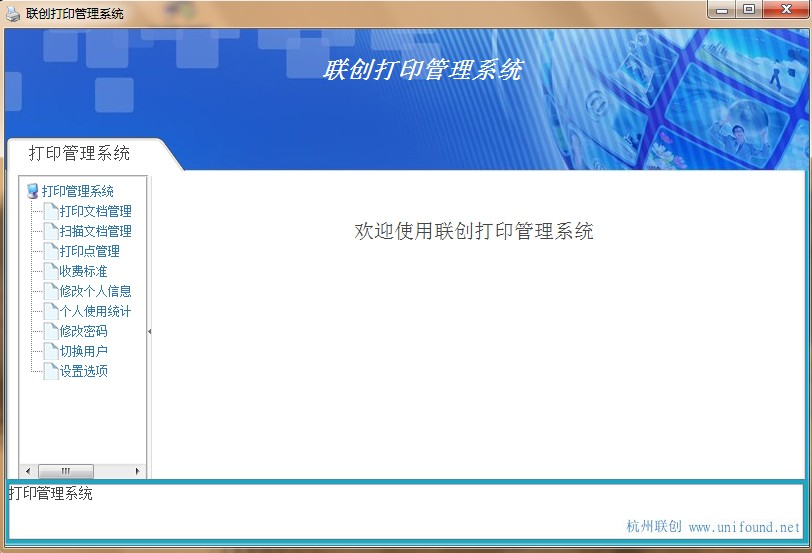 联创打印管理系统
联创打印管理系统
打印管理系统
打印管理系统
打印文档管理
扫描文档管理
打印点管理
收费标准
修改个人信息
个人使用统计
修改密码
切换用户
设置选项
欢迎使用联创打印管理系统
打印管理系统
杭州联创 www.unifound.net